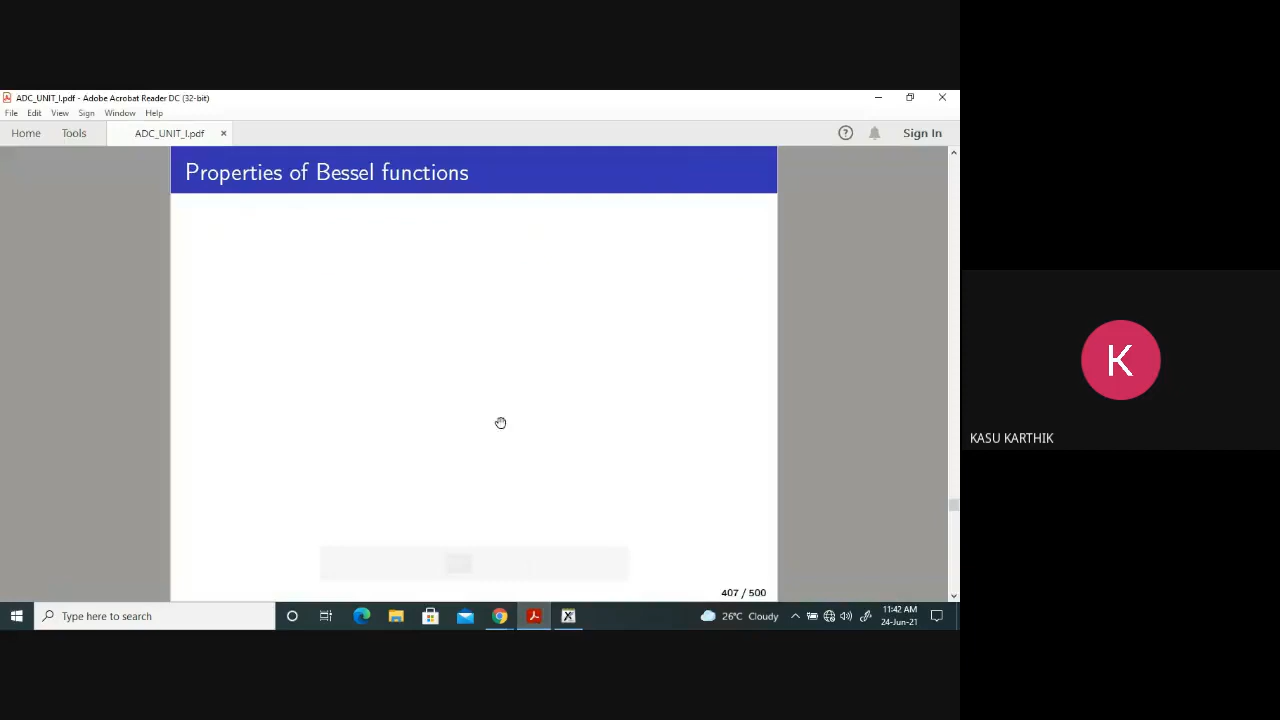 ADC_UNIT_I.pdf - Adobe Acrobat Reader DC (32-bit)
File Edit View Sign Window Help
Home Tools ADC_UNIT_I.pdf × ? Sign In
Properties of Bessel functions
K
KASU KARTHIK
407 / 500
Type here to search
26°C Cloudy
11:42 AM
24-Jun-21